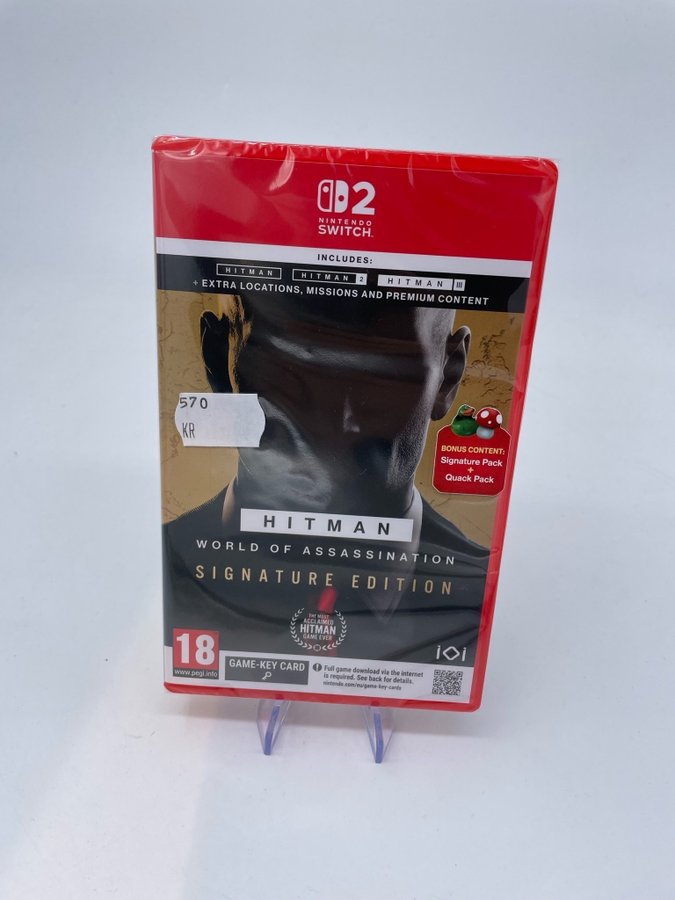 2
NINTENDO
SWITCH™
INCLUDES:
HITMAN HITMAN 2 HITMAN III
+ EXTRA LOCATIONS, MISSIONS AND PREMIUM CONTENT
570
KR
BONUS CONTENT:
Signature Pack
+
Quack Pack
HITMAN
WORLD OF ASSASSINATION
SIGNATURE EDITION
THE MOST
ACCLAIMED
HITMAN
GAME EVER
18
www.pegi.info
GAME-KEY CARD
! Full game download via the internet
is required. See back for details.
nintendo.com/eu/game-key-cards
IOI